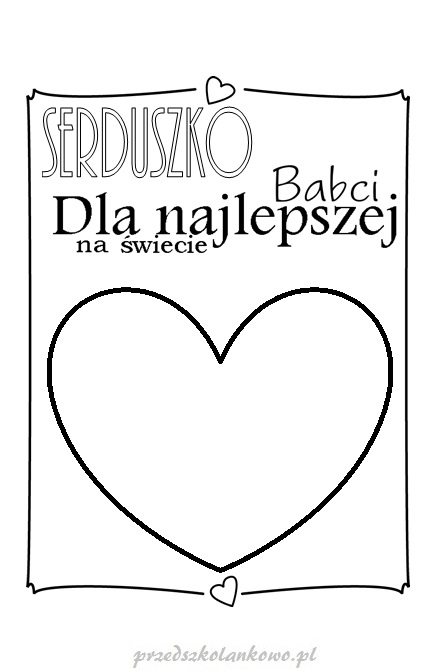 SERDUSZKO
Babci
Dla najlepszej
na świecie
przedszkolankowo.pl